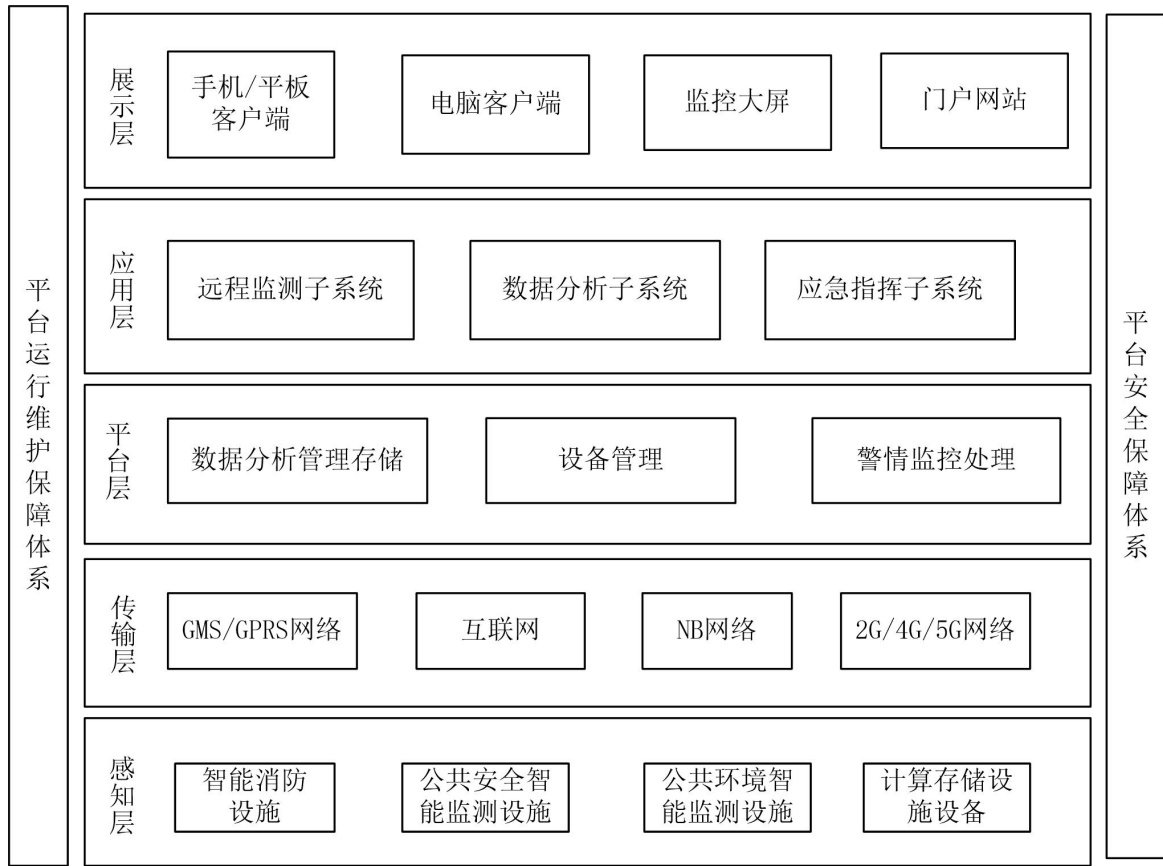 平台运行维护保障体系
展示层
手机/平板
客户端
电脑客户端
监控大屏
门户网站
应用层
远程监测子系统
数据分析子系统
应急指挥子系统
平台层
数据分析管理存储
设备管理
警情监控处理
传输层
GMS/GPRS网络
互联网
NB网络
2G/4G/5G网络
感知层
智能消防
设施
公共安全智
能监测设施
公共环境智
能监测设施
计算存储设
施设备
平台安全保障体系